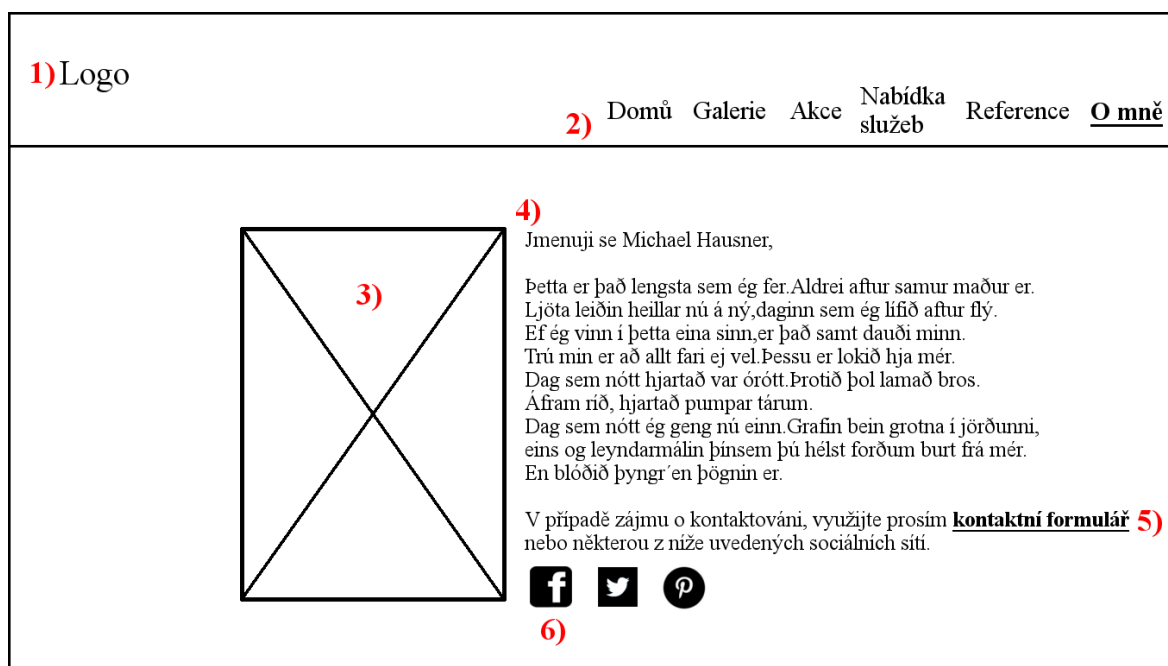 1) Logo
2) Domů Galerie Akce Nabídka služeb Reference O mně
3)
4)
Jmenuji se Michael Hausner,
Þetta er það lengsta sem ég fer.Aldrei aftur samur maður er.
Ljöta leiðin heillar nú á ný,daginn sem ég lífið aftur flý.
Ef ég vinn í þetta eina sinn,er það samt dauði minn.
Trú min er að allt fari ej vel.Þessu er lokið hja mér.
Dag sem nótt hjartað var órótt.Þrotið þol lamað bros.
Áfram ríð, hjartað pumpar tárum.
Dag sem nótt ég geng nú einn.Grafin bein grotna í jörðunni,
eins og leyndarmálin þínsem þú hélst forðum burt frá mér.
En blóðið þyngr´en þögnin er.
V případě zájmu o kontaktováni, využijte prosím kontaktní formulář 5)
nebo některou z níže uvedených sociálních sítí.
6)